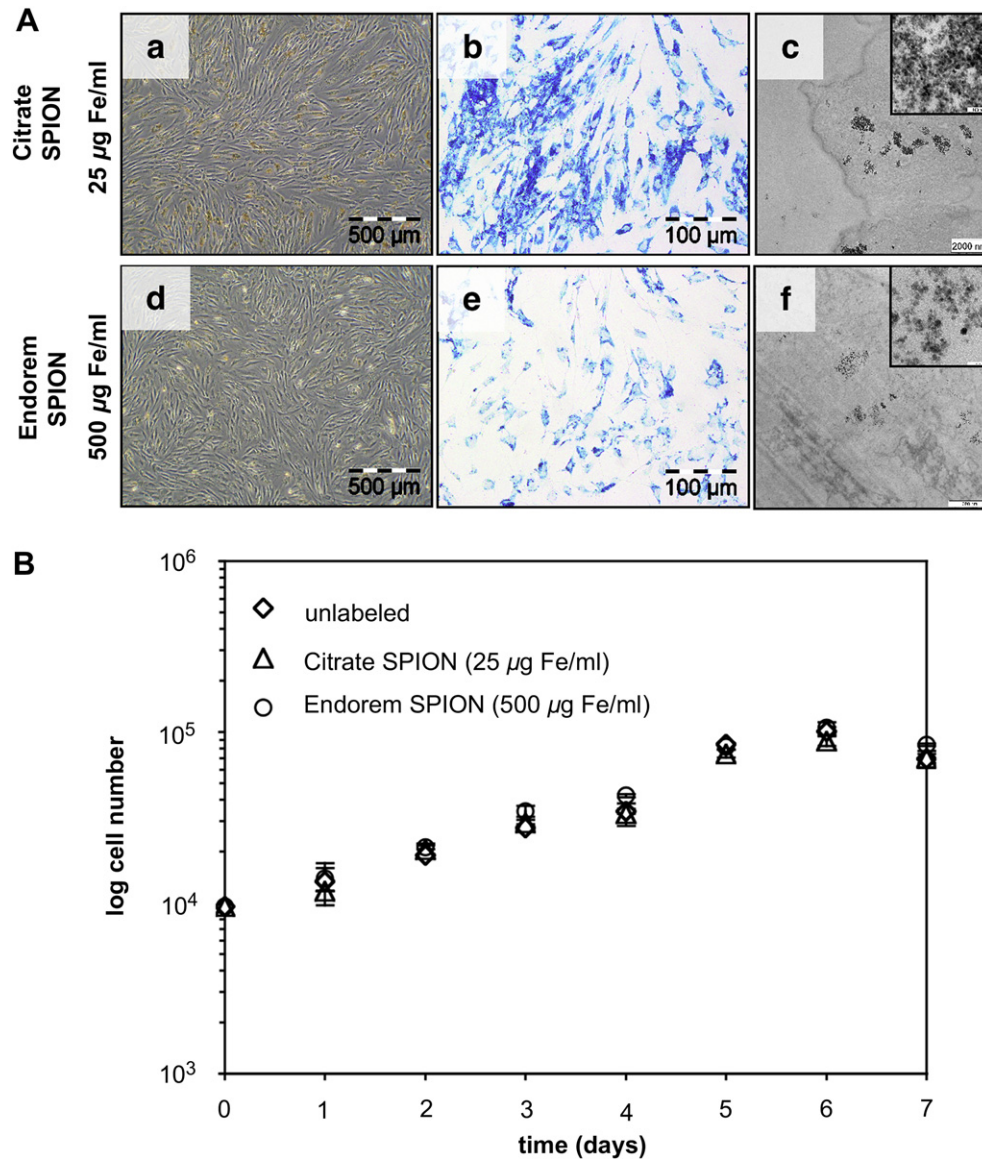 A
Citrate
SPION
25 µg Fe/ml
a
500 µm
b
100 µm
c
2000 nm
Endorem
SPION
500 µg Fe/ml
d
500 µm
e
100 µm
f
B
log cell number
10⁶
10⁵
10⁴
10³
unlabeled
Citrate SPION (25 µg Fe/ml)
Endorem SPION (500 µg Fe/ml)
0 1 2 3 4 5 6 7
time (days)